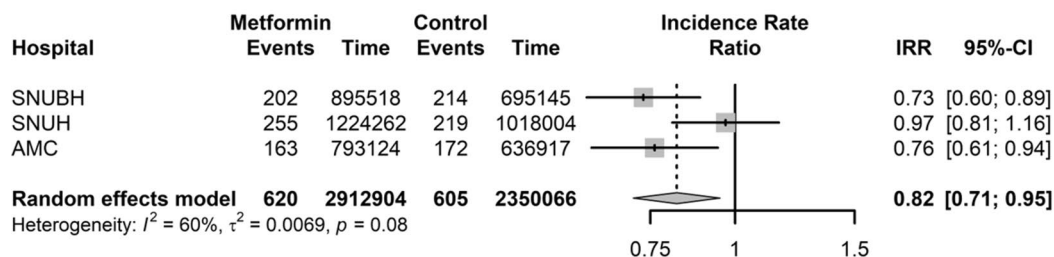 Metformin Control Incidence Rate
Hospital Events Time Events Time Ratio IRR 95%-CI
SNUBH 202 895518 214 695145 0.73 [0.60; 0.89]
SNUH 255 1224262 219 1018004 0.97 [0.81; 1.16]
AMC 163 793124 172 636917 0.76 [0.61; 0.94]
Random effects model 620 2912904 605 2350066 0.82 [0.71; 0.95]
Heterogeneity: I² = 60%, τ² = 0.0069, p = 0.08
0.75 1 1.5